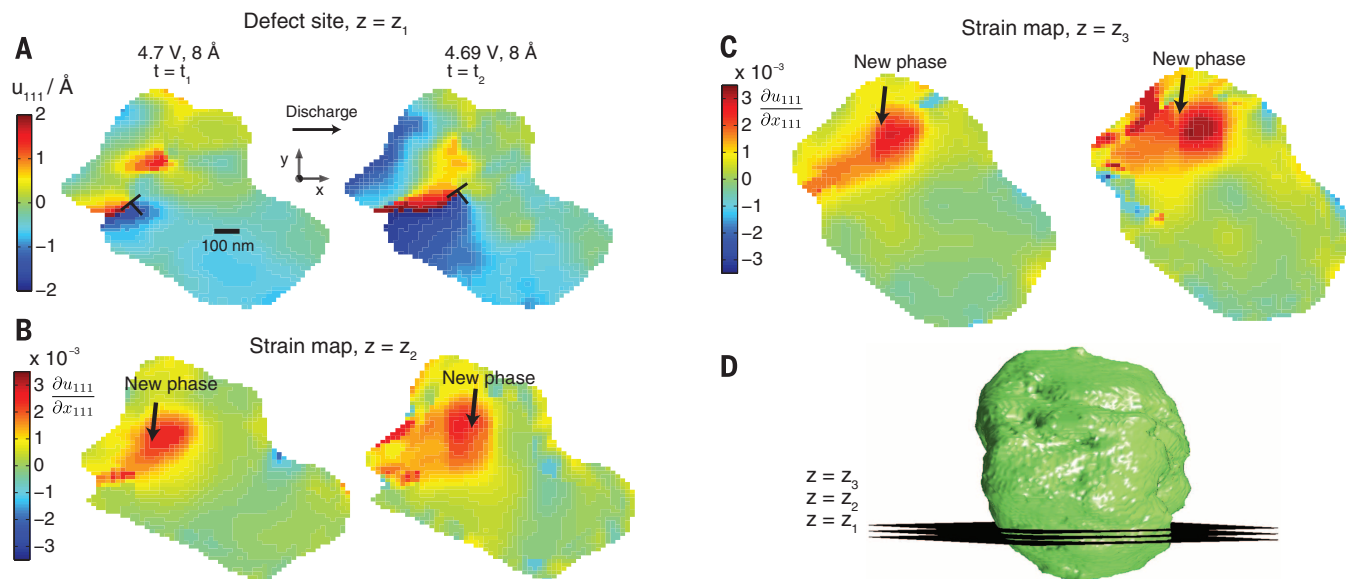 Defect site, z = z₁
A
4.7 V, 8 Å
t = t₁
4.69 V, 8 Å
t = t₂
u₁₁₁ / Å
2
1
0
−1
−2
Discharge
y
x
100 nm
B
Strain map, z = z₂
x 10⁻³
3
2
1
0
−1
−2
−3
∂u₁₁₁
∂x₁₁₁
New phase
New phase
C
Strain map, z = z₃
x 10⁻³
3
2
1
0
−1
−2
−3
∂u₁₁₁
∂x₁₁₁
New phase
New phase
D
z = z₃
z = z₂
z = z₁